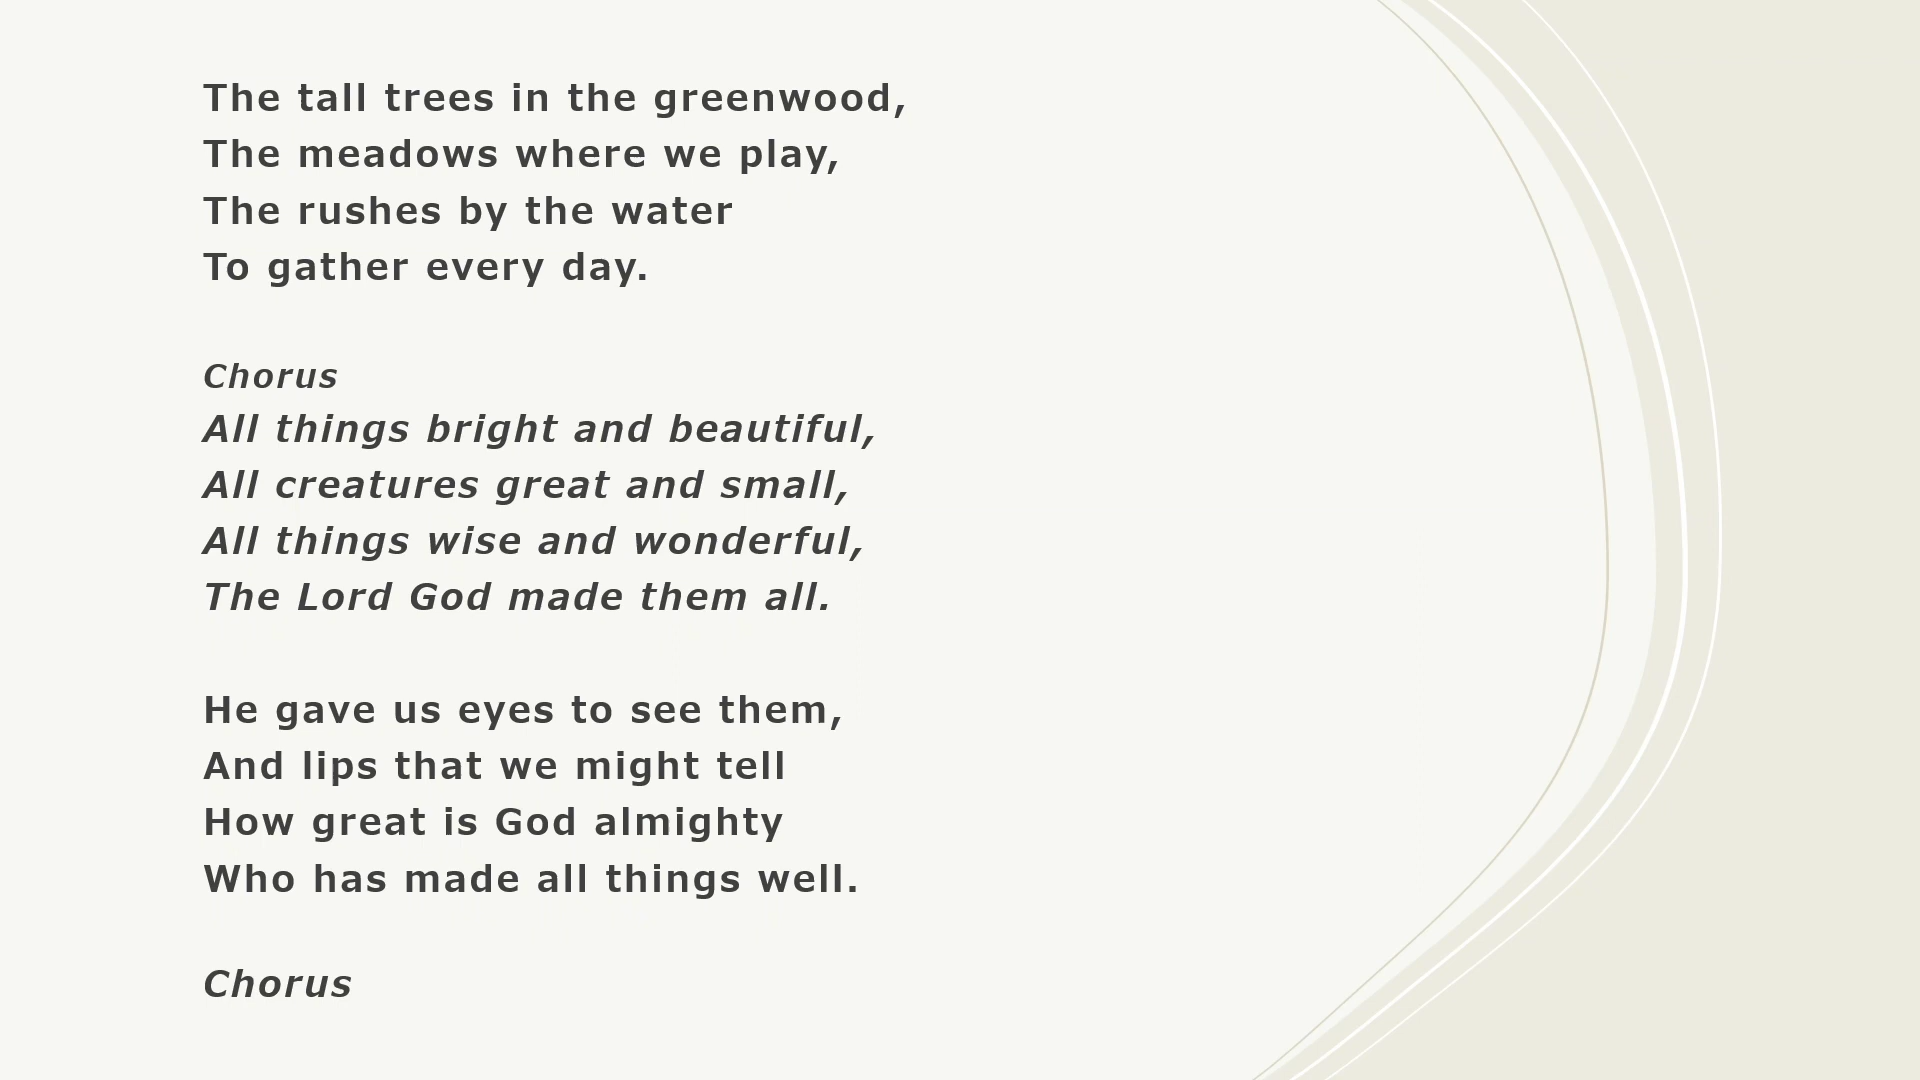 The tall trees in the greenwood,
The meadows where we play,
The rushes by the water
To gather every day.
Chorus
All things bright and beautiful,
All creatures great and small,
All things wise and wonderful,
The Lord God made them all.
He gave us eyes to see them,
And lips that we might tell
How great is God almighty
Who has made all things well.
Chorus